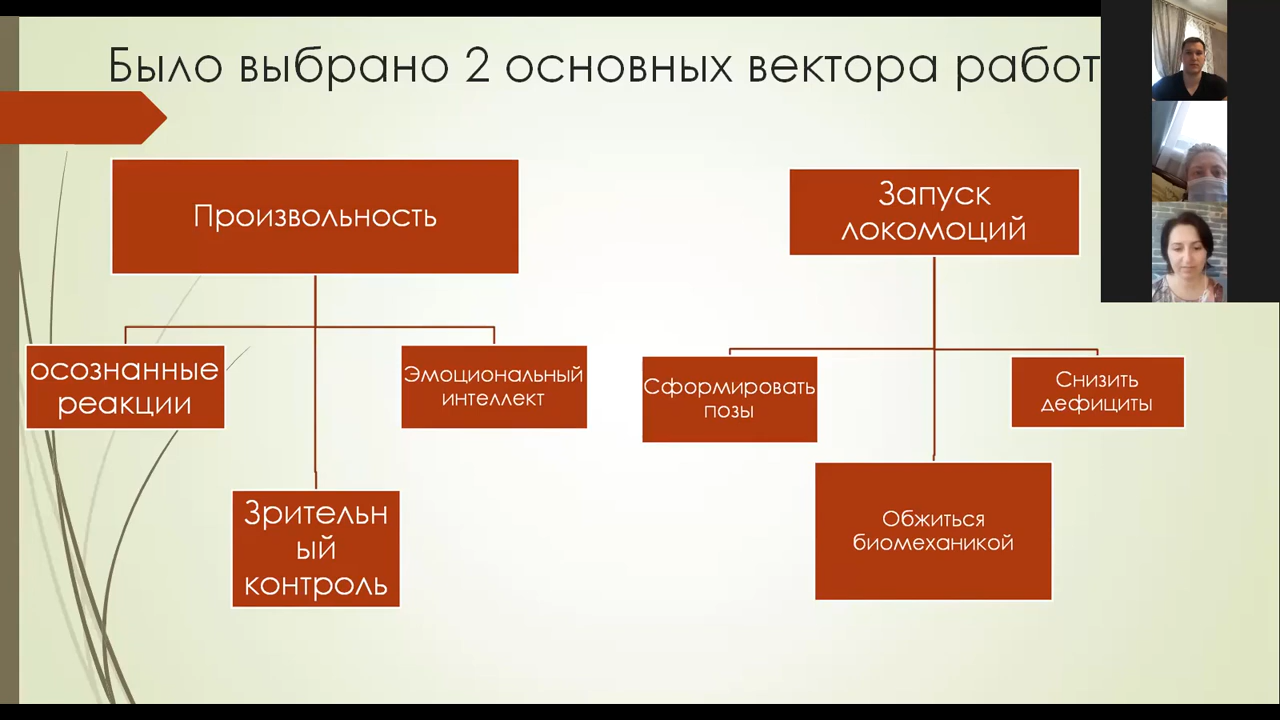 Было выбрано 2 основных вектора работ
Произвольность
осознанные
реакции
Зрительн
ый
контроль
Эмоциональный
интеллект
Запуск
локомоций
Сформировать
позы
Обжиться
биомеханикой
Снизить
дефициты